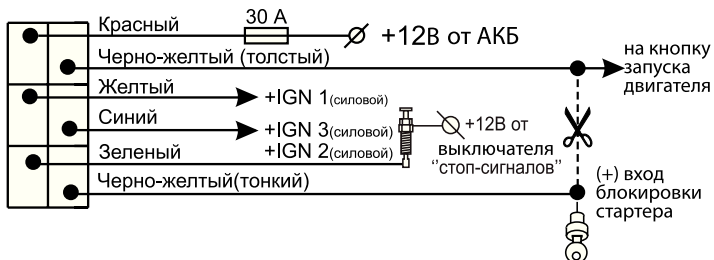 Красный
30 А
+12В от АКБ
Черно-желтый (толстый)
на кнопку
запуска
двигателя
Желтый
+IGN 1(силовой)
Синий
+IGN 3(силовой)
+12В от
выключателя
‘’стоп-сигналов”
Зеленый
+IGN 2(силовой)
Черно-желтый(тонкий)
(+) вход
блокировки
стартера